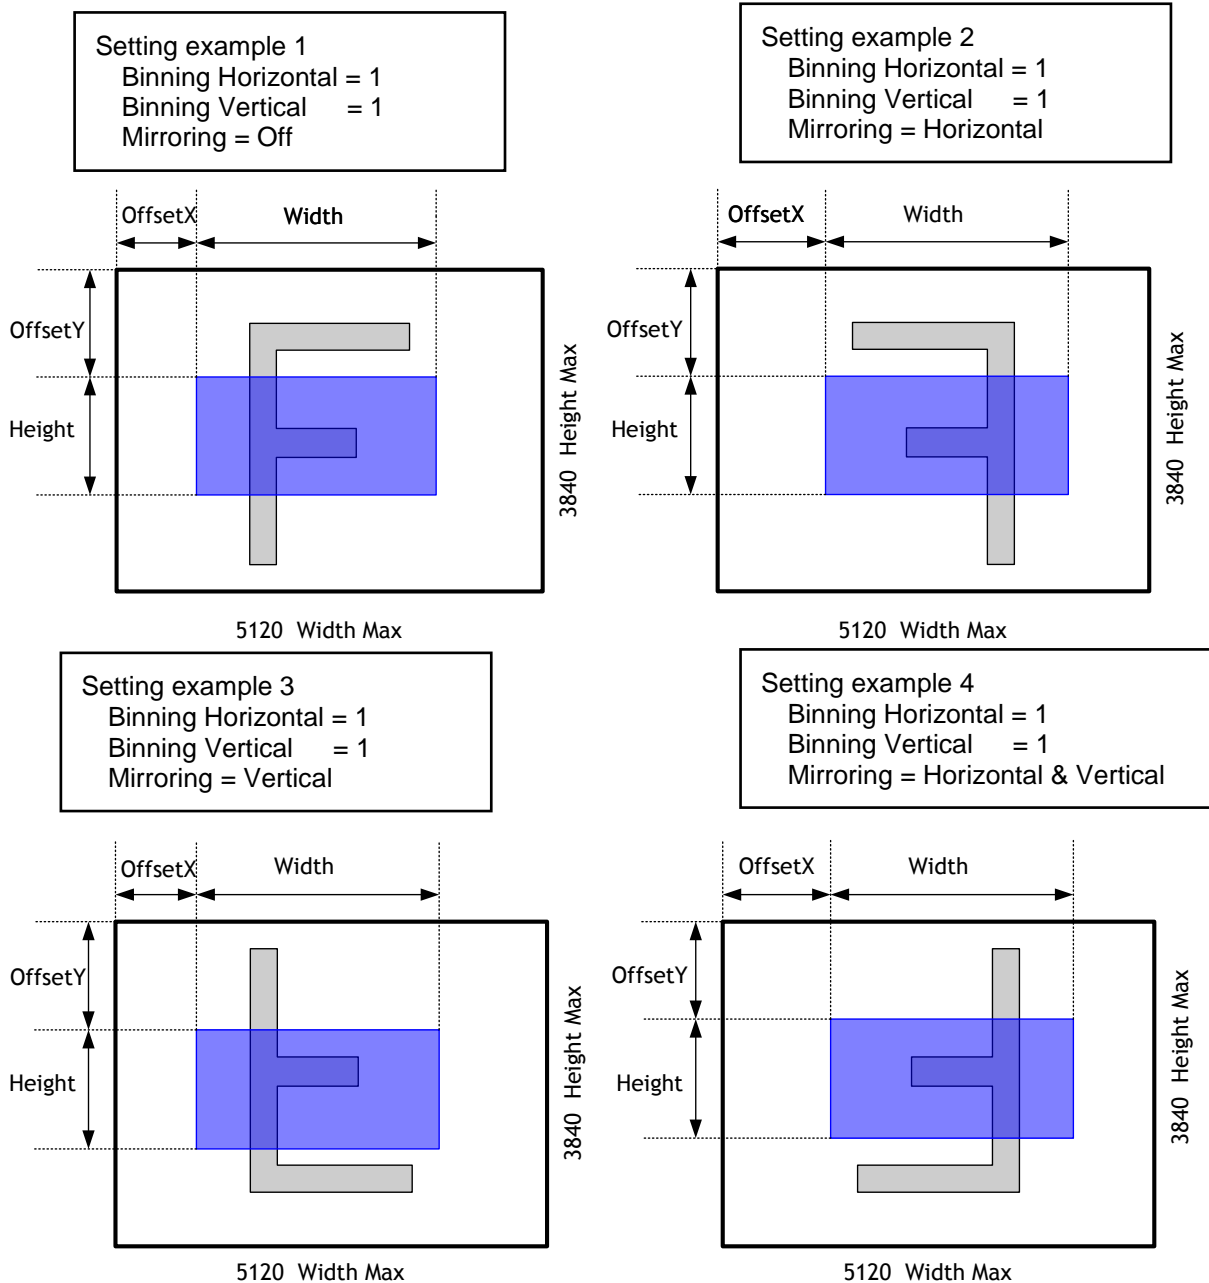 Setting example 1
Binning Horizontal = 1
Binning Vertical = 1
Mirroring = Off
Setting example 2
Binning Horizontal = 1
Binning Vertical = 1
Mirroring = Horizontal
OffsetX
Width
OffsetY
Height
3840 Height Max
5120 Width Max
OffsetX
Width
OffsetY
Height
3840 Height Max
5120 Width Max
Setting example 3
Binning Horizontal = 1
Binning Vertical = 1
Mirroring = Vertical
Setting example 4
Binning Horizontal = 1
Binning Vertical = 1
Mirroring = Horizontal & Vertical
OffsetX
Width
OffsetY
Height
3840 Height Max
5120 Width Max
OffsetX
Width
OffsetY
Height
3840 Height Max
5120 Width Max